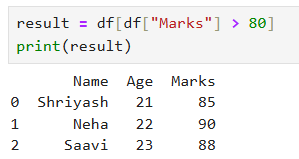 result = df[df["Marks"] > 80]
print(result)
Name Age Marks
0 Shriyash 21 85
1 Neha 22 90
2 Saavi 23 88